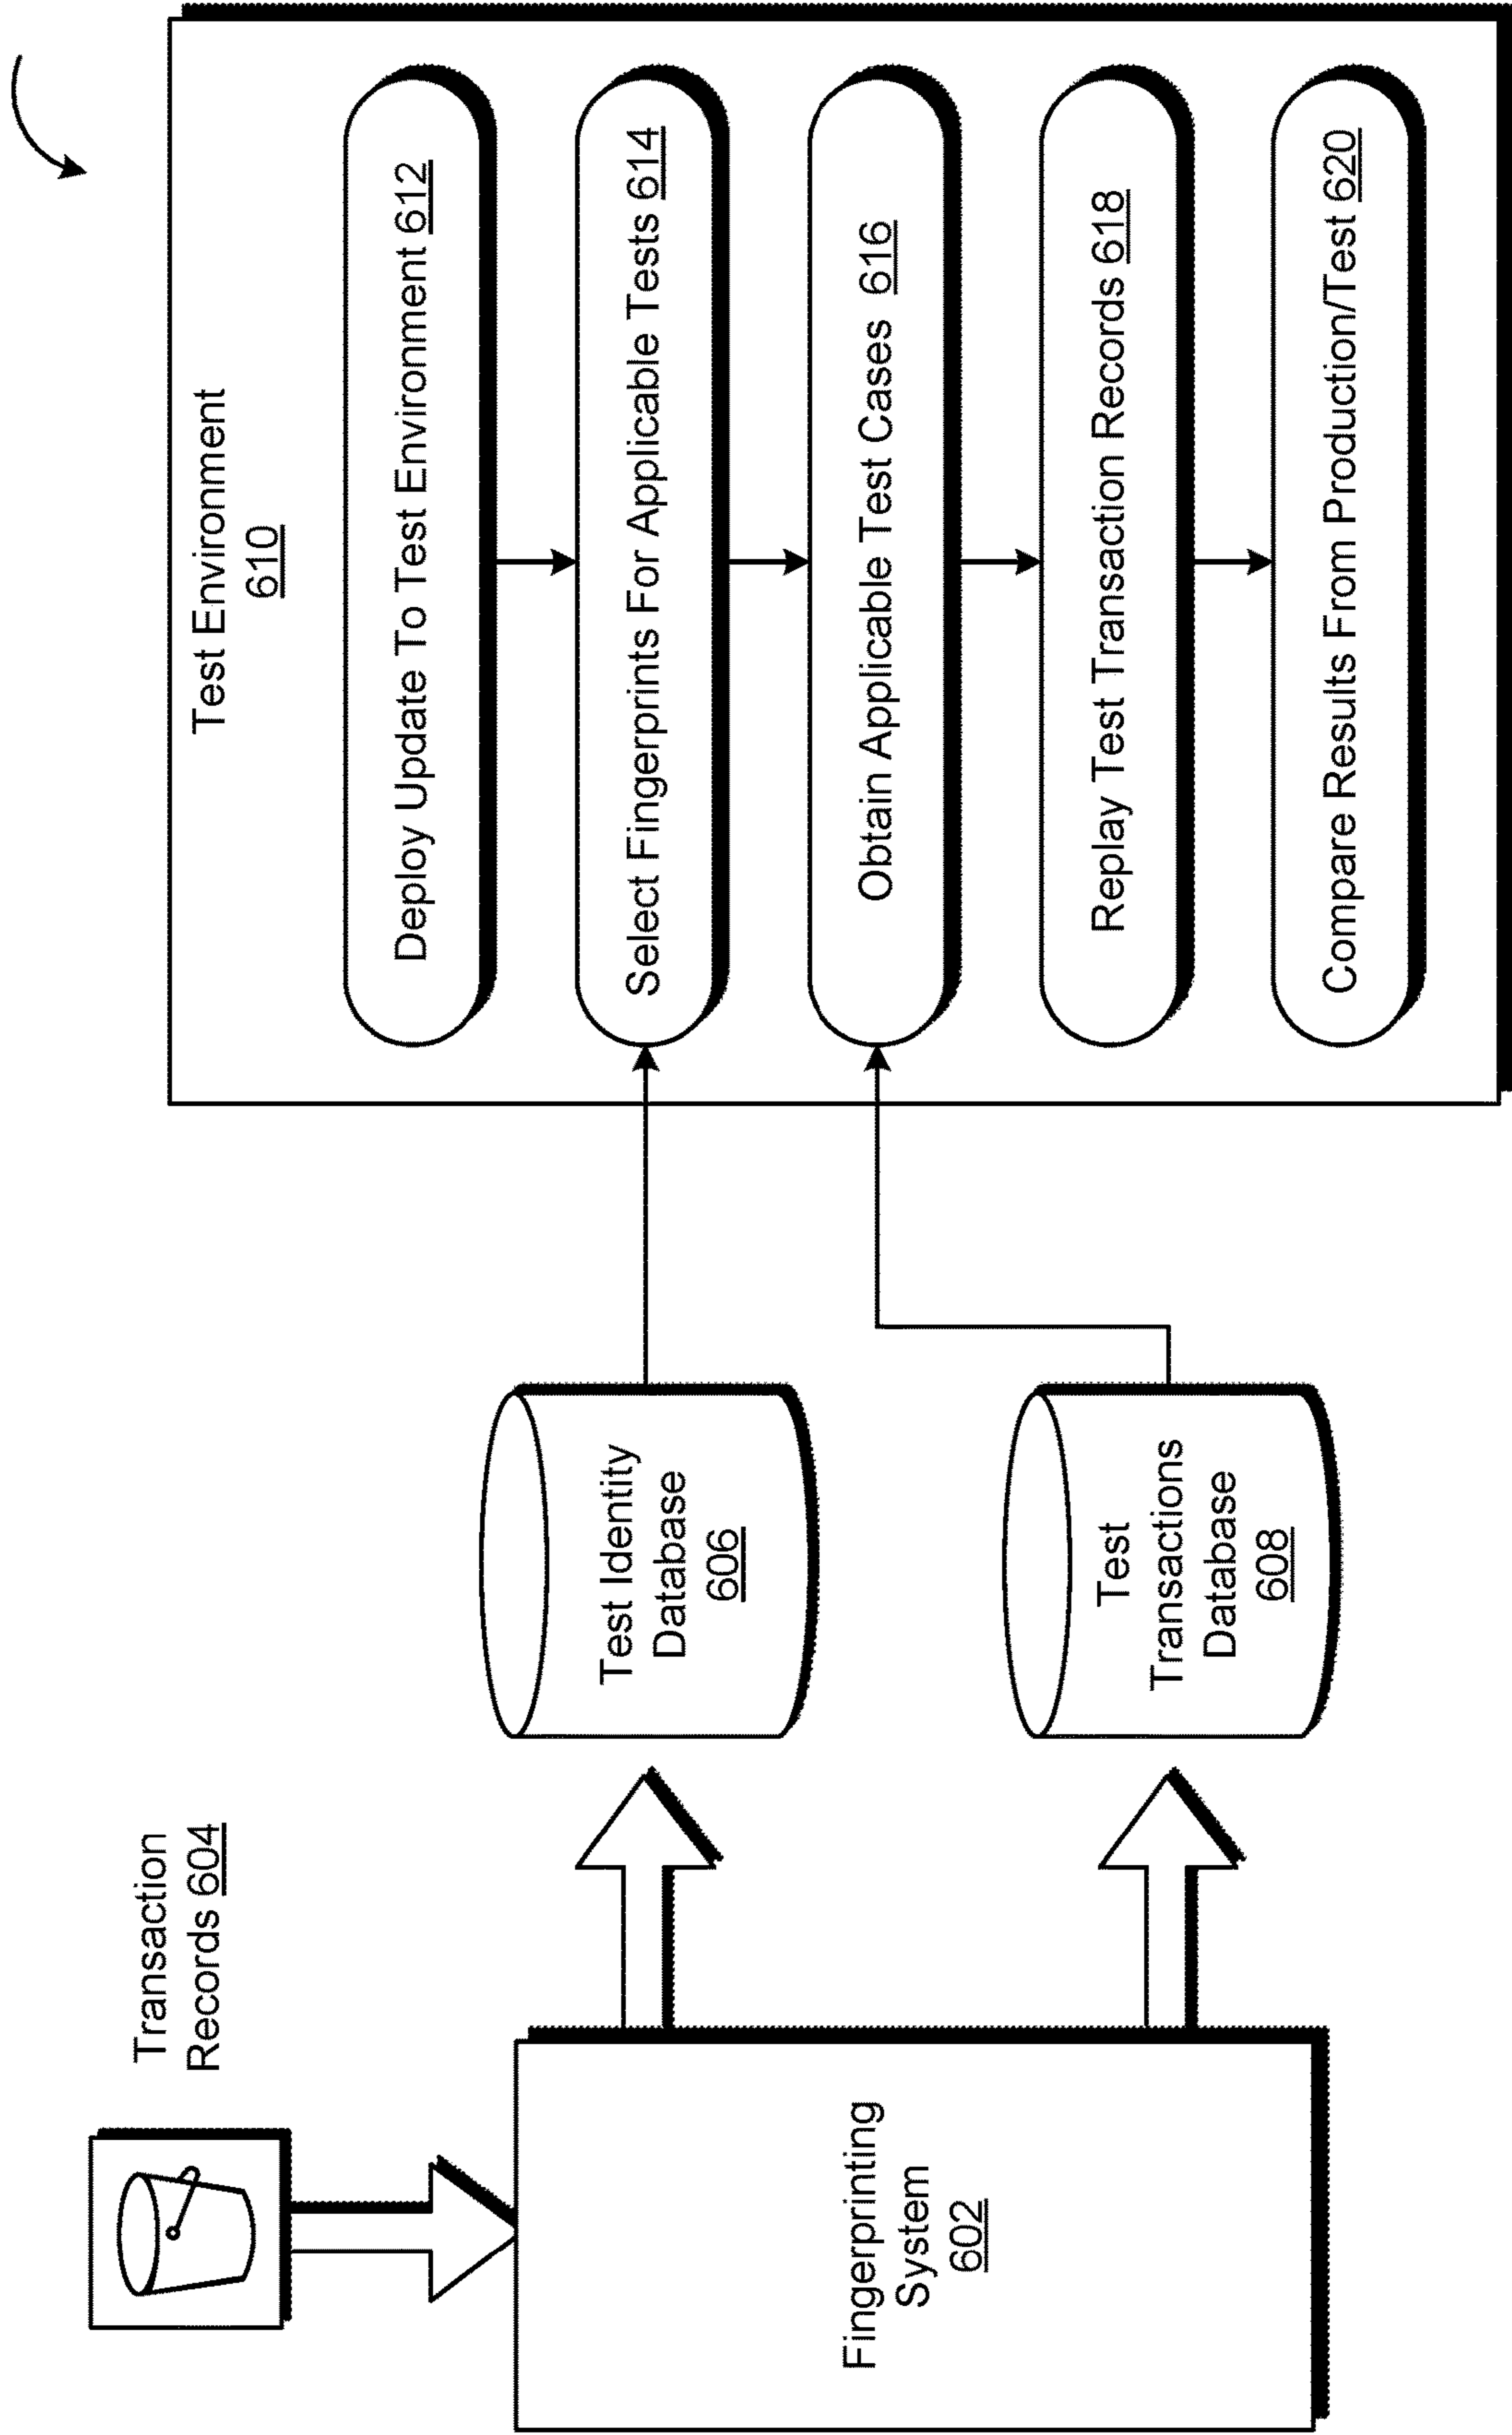 Transaction
Records 604
Fingerprinting
System
602
Test Identity
Database
606
Test
Transactions
Database
608
Test Environment
610
Deploy Update To Test Environment 612
Select Fingerprints For Applicable Tests 614
Obtain Applicable Test Cases 616
Replay Test Transaction Records 618
Compare Results From Production/Test 620